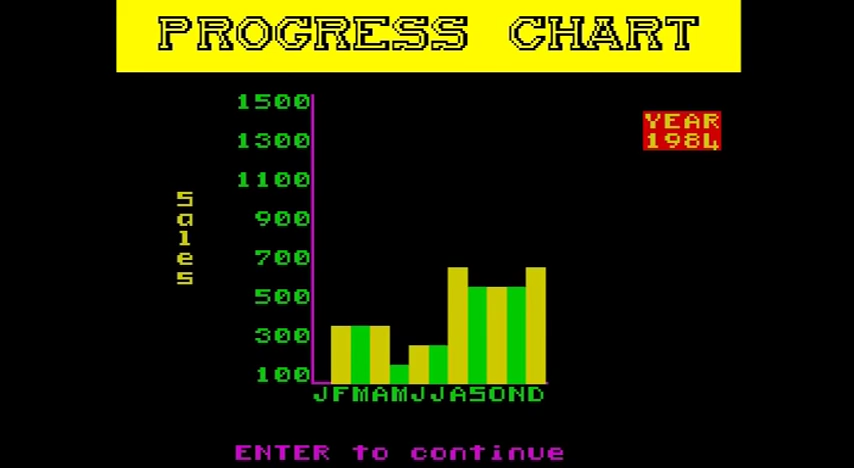 PROGRESS CHART
1500
YEAR
1984
1300
1100
Sales
900
700
500
300
100
JFMAMJJASOND
ENTER to continue